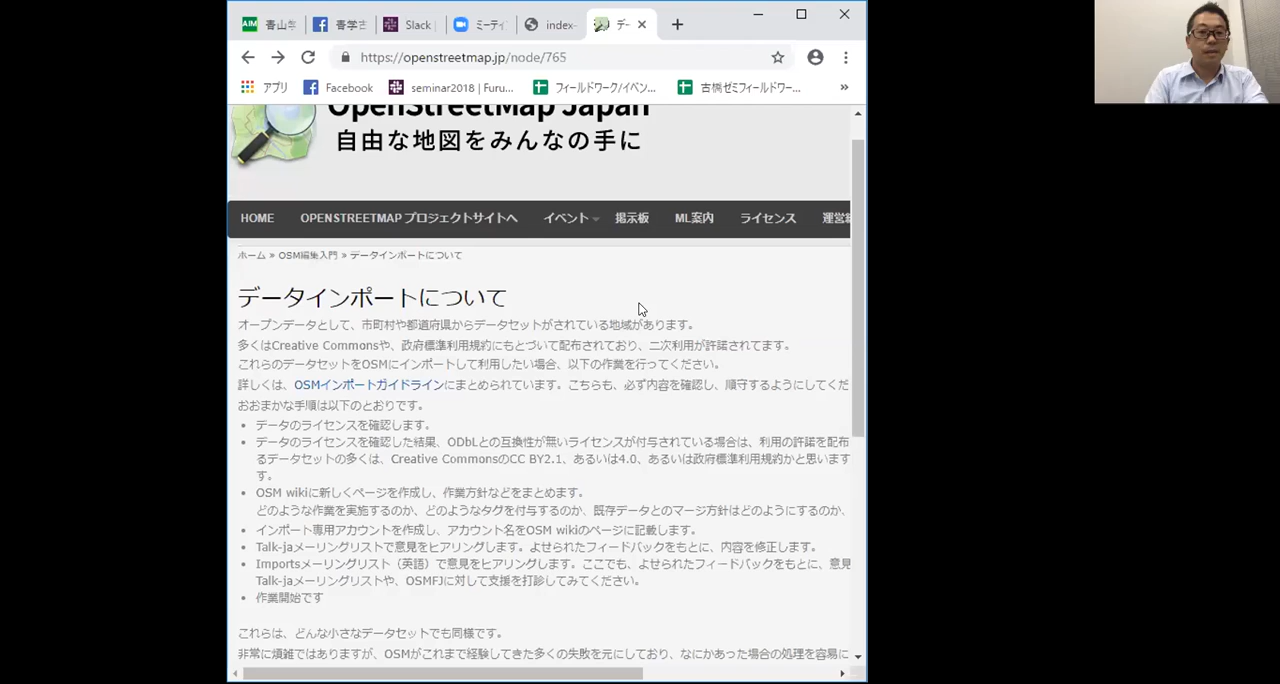 青山学
青学古
Slack
ミーティ
index-
デー
https://openstreetmap.jp/node/765
アプリ
Facebook
seminar2018 | Furu...
フィールドワーク/イベン...
古橋ゼミフィールドワー...
»
OpenStreetMap Japan
自由な地図をみんなの手に
HOME
OPENSTREETMAP プロジェクトサイトへ
イベント
掲示板
ML案内
ライセンス
ホーム » OSM編集入門 » データインポートについて
データインポートについて
オープンデータとして、市町村や都道府県からデータセットがされている地域があります。
多くはCreative Commonsや、政府標準利用規約にもとづいて配布されており、二次利用が許諾されてます。
これらのデータセットをOSMにインポートして利用したい場合、以下の作業を行ってください。
詳しくは、OSMインポートガイドラインにまとめられています。こちらも、必ず内容を確認し、順守するようにしてくだ
おおまかな手順は以下のとおりです。
• データのライセンスを確認します。
• データのライセンスを確認した結果、ODbLとの互換性が無いライセンスが付与されている場合は、利用の許諾を配布
るデータセットの多くは、Creative CommonsのCC BY2.1、あるいは4.0、あるいは政府標準利用規約かと思います
す。
• OSM wikiに新しくページを作成し、作業方針などをまとめます。
どのような作業を実施するのか、どのようなタグを付与するのか、既存データとのマージ方針はどのようにするのか、
• インポート専用アカウントを作成し、アカウント名をOSM wikiのページに記載します。
• Talk-jaメーリングリストで意見をヒアリングします。よせられたフィードバックをもとに、内容を修正します。
• Importsメーリングリスト（英語）で意見をヒアリングします。ここでも、よせられたフィードバックをもとに、意見
Talk-jaメーリングリストや、OSMFJに対して支援を打診してみてください。
• 作業開始です
これらは、どんな小さなデータセットでも同様です。
非常に煩雑ではありますが、OSMがこれまで経験してきた多くの失敗を元にしており、なにかあった場合の処理を容易に